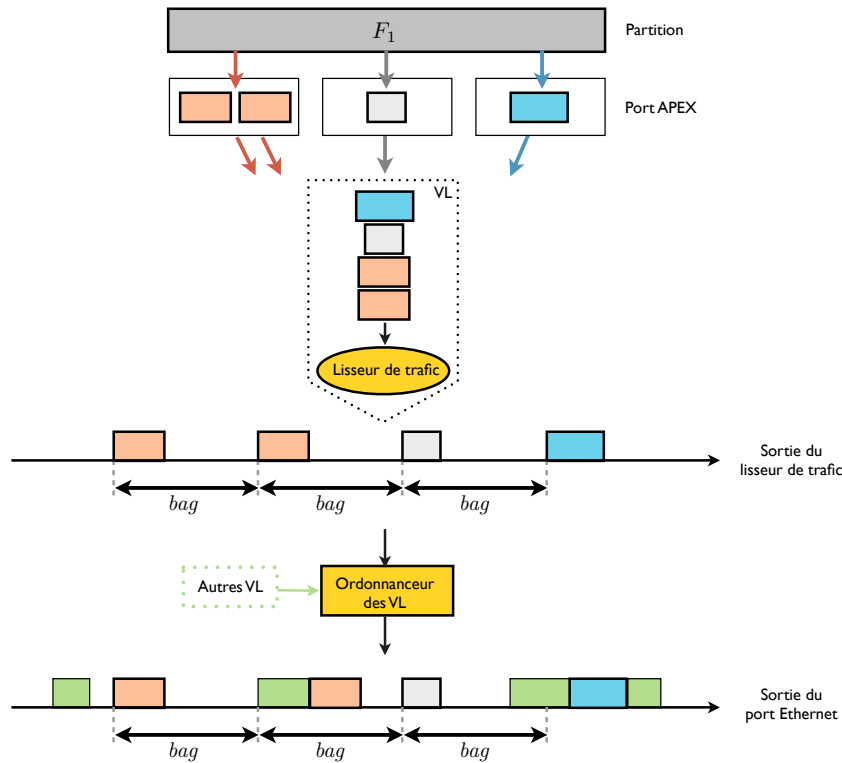 F1
Partition
Port APEX
VL
Lisseur de trafic
Sortie du
lisseur de trafic
bag
bag
bag
Autres VL
Ordonnanceur
des VL
Sortie du
port Ethernet
bag
bag
bag